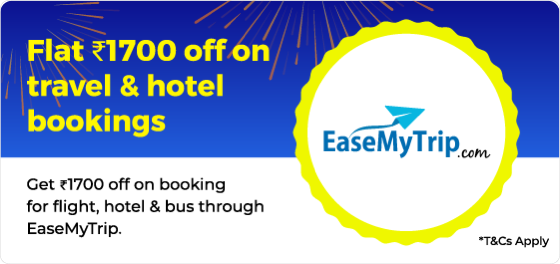 Flat ₹1700 off on
travel & hotel
bookings
Get ₹1700 off on booking
for flight, hotel & bus through
EaseMyTrip.
EaseMyTrip.com
*T&Cs Apply